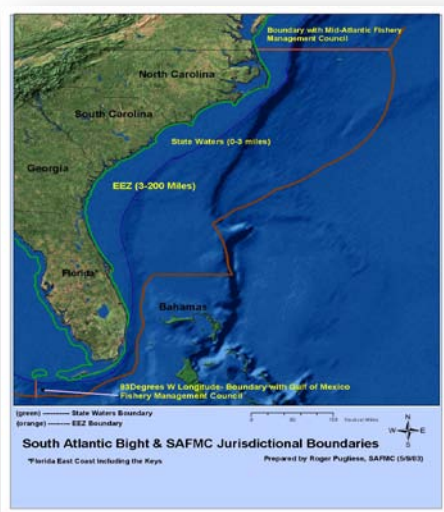 Boundary with Mid-Atlantic Fishery
Management Council
North Carolina
South Carolina
State Waters (0-3 miles)
Georgia
EEZ (3-200 Miles)
Florida*
Bahamas
83Degrees W Longitude- Boundary with Gulf of Mexico
Fishery Management Council
(green) ---------- State Waters Boundary
(orange) ---------- EEZ Boundary
Nautical Miles
N
W E
S
South Atlantic Bight & SAFMC Jurisdictional Boundaries
*Florida East Coast Including the Keys
Prepared by Roger Pugliese, SAFMC (5/9/03)